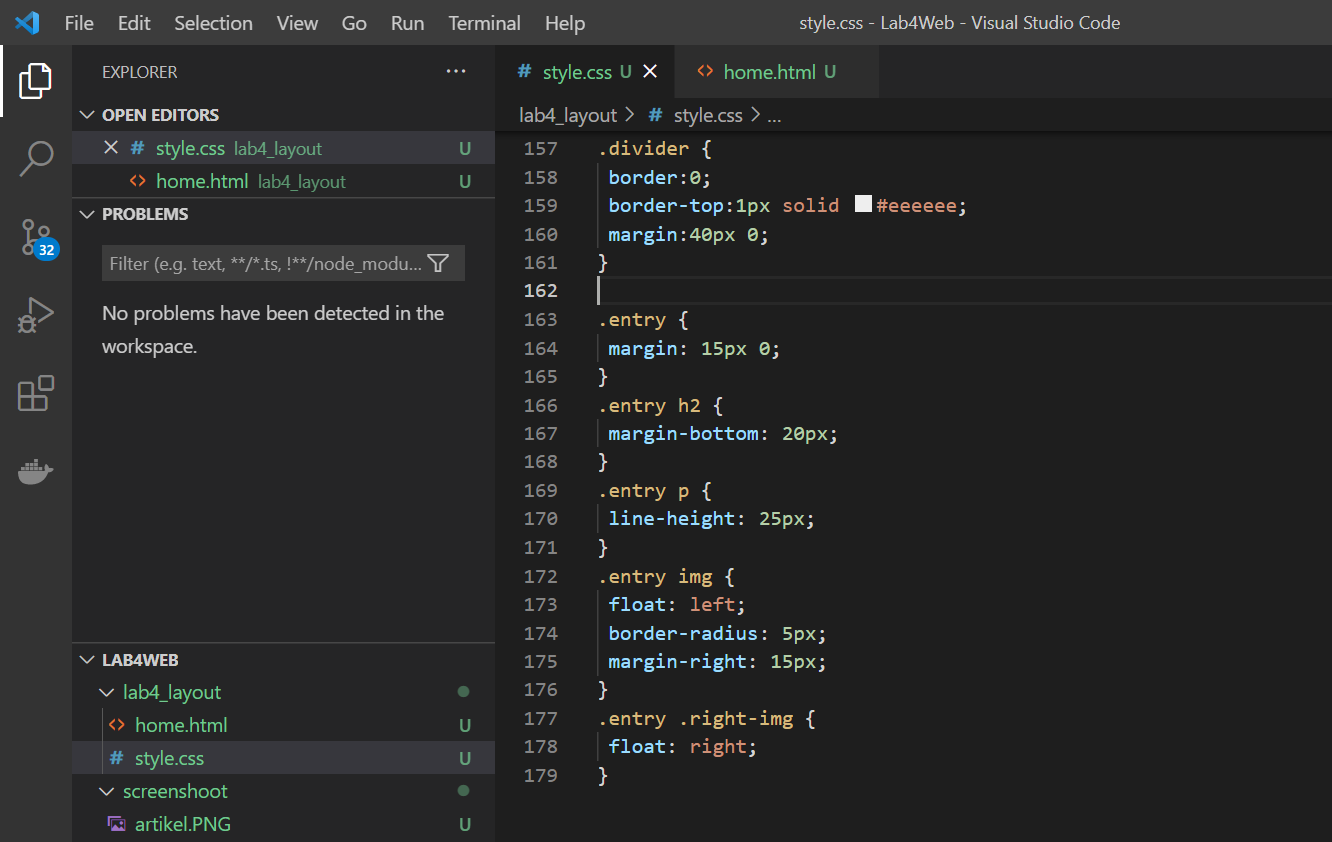 File Edit Selection View Go Run Terminal Help style.css - Lab4Web - Visual Studio Code
EXPLORER ···
OPEN EDITORS
style.css lab4_layout U
home.html lab4_layout U
PROBLEMS
Filter (e.g. text, **/*.ts, !**/node_modu...
No problems have been detected in the
workspace.
32
LAB4WEB
lab4_layout
home.html U
style.css U
screenshoot
artikel.PNG U
# style.css U <> home.html U
lab4_layout > # style.css > ...
157 .divider {
158 border:0;
159 border-top:1px solid #eeeeee;
160 margin:40px 0;
161 }
162
163 .entry {
164 margin: 15px 0;
165 }
166 .entry h2 {
167 margin-bottom: 20px;
168 }
169 .entry p {
170 line-height: 25px;
171 }
172 .entry img {
173 float: left;
174 border-radius: 5px;
175 margin-right: 15px;
176 }
177 .entry .right-img {
178 float: right;
179 }